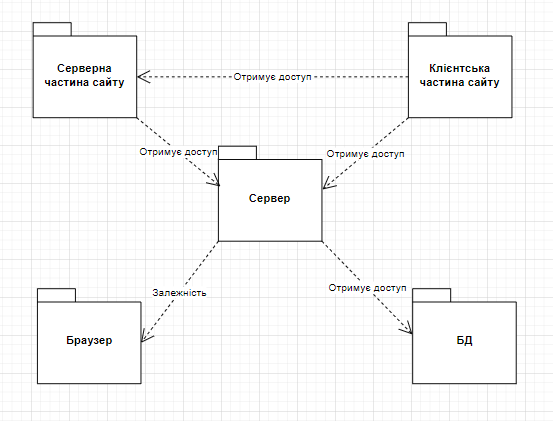 Серверна
частина сайту
Клієнтська
частина сайту
Отримує доступ
Отримує доступ
Отримує доступ
Сервер
Залежність
Отримує доступ
Браузер
БД